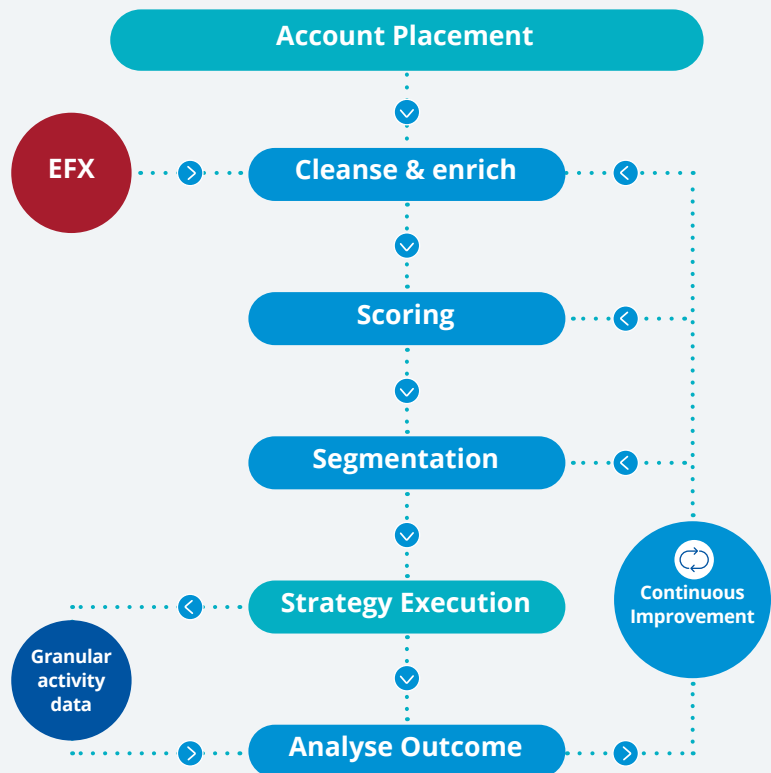 Account Placement
EFX
Cleanse & enrich
Scoring
Segmentation
Continuous
Improvement
Strategy Execution
Granular
activity
data
Analyse Outcome